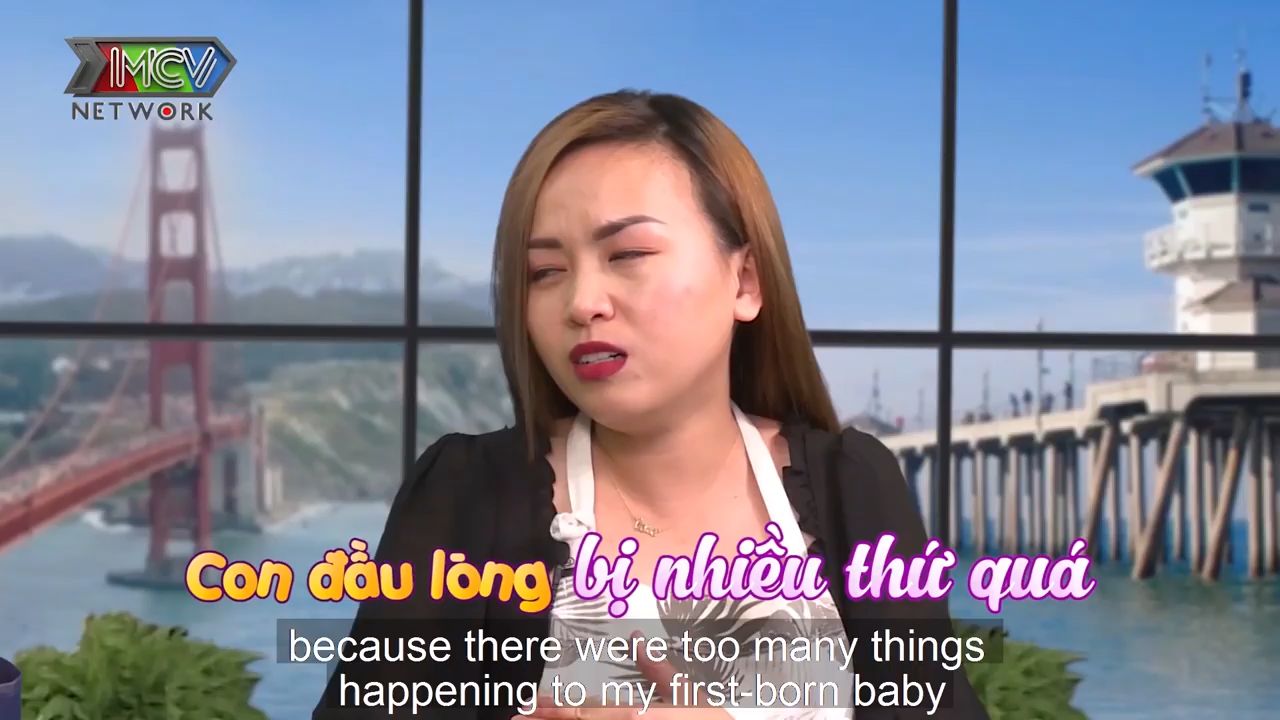 MCV
NETWORK
Con đầu lòng bị nhiều thứ quá
because there were too many things
happening to my first-born baby